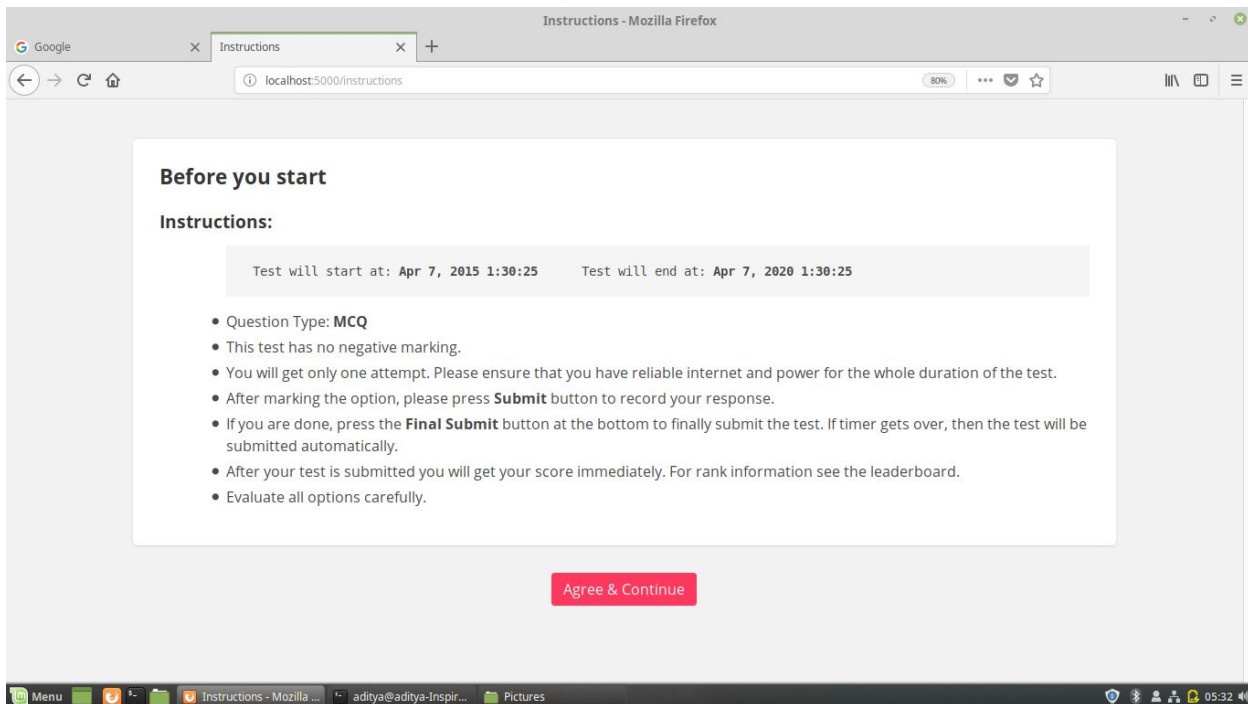 Instructions - Mozilla Firefox
Google
Instructions
localhost:5000/instructions
80%
Before you start
Instructions:
Test will start at: Apr 7, 2015 1:30:25 Test will end at: Apr 7, 2020 1:30:25
Question Type: MCQ
This test has no negative marking.
You will get only one attempt. Please ensure that you have reliable internet and power for the whole duration of the test.
After marking the option, please press Submit button to record your response.
If you are done, press the Final Submit button at the bottom to finally submit the test. If timer gets over, then the test will be
submitted automatically.
After your test is submitted you will get your score immediately. For rank information see the leaderboard.
Evaluate all options carefully.
Agree & Continue
Menu Instructions - Mozilla ... aditya@aditya-Inspir... Pictures 05:32